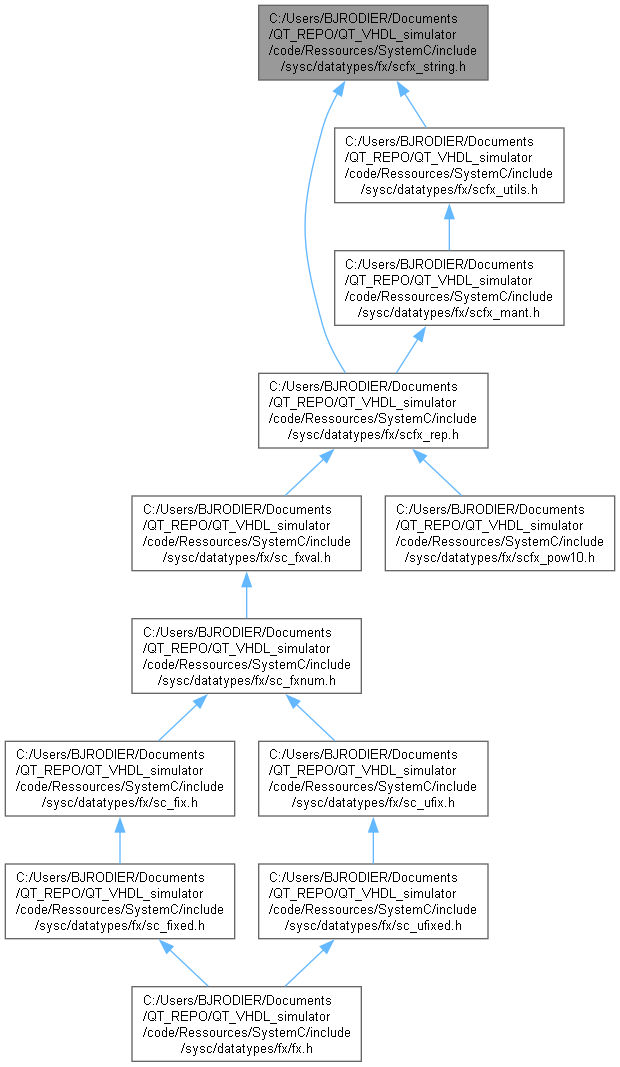 C:/Users/BJRODIER/Documents
/QT_REPO/QT_VHDL_simulator
/code/Ressources/SystemC/include
/sysc/datatypes/fx/scfx_string.h
C:/Users/BJRODIER/Documents
/QT_REPO/QT_VHDL_simulator
/code/Ressources/SystemC/include
/sysc/datatypes/fx/scfx_utils.h
C:/Users/BJRODIER/Documents
/QT_REPO/QT_VHDL_simulator
/code/Ressources/SystemC/include
/sysc/datatypes/fx/scfx_mant.h
C:/Users/BJRODIER/Documents
/QT_REPO/QT_VHDL_simulator
/code/Ressources/SystemC/include
/sysc/datatypes/fx/scfx_rep.h
C:/Users/BJRODIER/Documents
/QT_REPO/QT_VHDL_simulator
/code/Ressources/SystemC/include
/sysc/datatypes/fx/sc_fxval.h
C:/Users/BJRODIER/Documents
/QT_REPO/QT_VHDL_simulator
/code/Ressources/SystemC/include
/sysc/datatypes/fx/scfx_pow10.h
C:/Users/BJRODIER/Documents
/QT_REPO/QT_VHDL_simulator
/code/Ressources/SystemC/include
/sysc/datatypes/fx/sc_fxnum.h
C:/Users/BJRODIER/Documents
/QT_REPO/QT_VHDL_simulator
/code/Ressources/SystemC/include
/sysc/datatypes/fx/sc_fix.h
C:/Users/BJRODIER/Documents
/QT_REPO/QT_VHDL_simulator
/code/Ressources/SystemC/include
/sysc/datatypes/fx/sc_ufix.h
C:/Users/BJRODIER/Documents
/QT_REPO/QT_VHDL_simulator
/code/Ressources/SystemC/include
/sysc/datatypes/fx/sc_fixed.h
C:/Users/BJRODIER/Documents
/QT_REPO/QT_VHDL_simulator
/code/Ressources/SystemC/include
/sysc/datatypes/fx/sc_ufixed.h
C:/Users/BJRODIER/Documents
/QT_REPO/QT_VHDL_simulator
/code/Ressources/SystemC/include
/sysc/datatypes/fx/fx.h